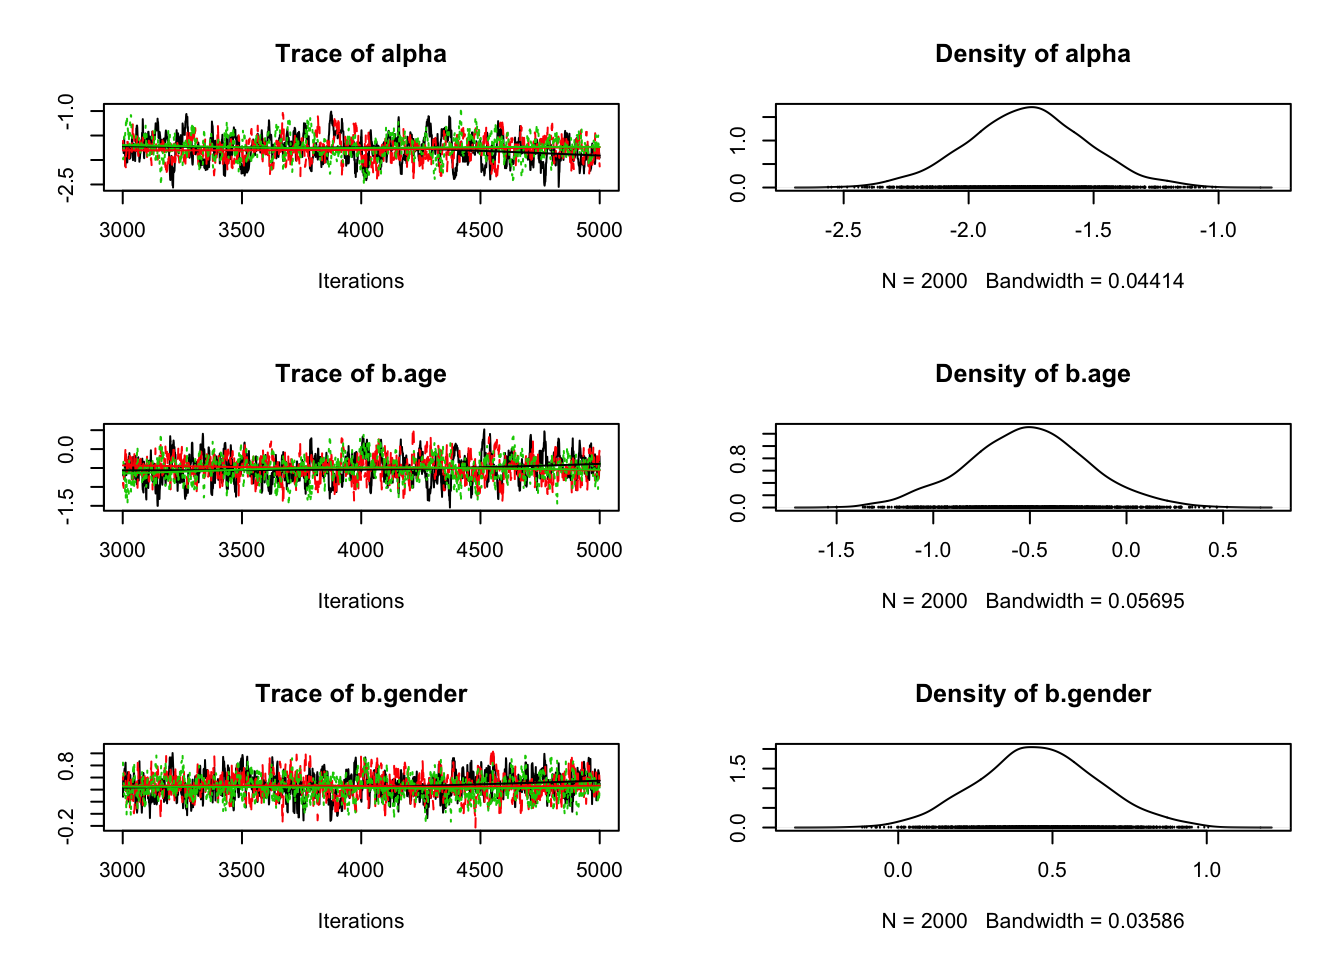 Trace of alpha
-1.0
-2.5
3000 3500 4000 4500 5000
Iterations
Density of alpha
1.0
0.0
-2.5 -2.0 -1.5 -1.0
N = 2000 Bandwidth = 0.04414
Trace of b.age
0.0
-1.5
3000 3500 4000 4500 5000
Iterations
Density of b.age
0.8
0.0
-1.5 -1.0 -0.5 0.0 0.5
N = 2000 Bandwidth = 0.05695
Trace of b.gender
0.8
-0.2
3000 3500 4000 4500 5000
Iterations
Density of b.gender
1.5
0.0
0.0 0.5 1.0
N = 2000 Bandwidth = 0.03586